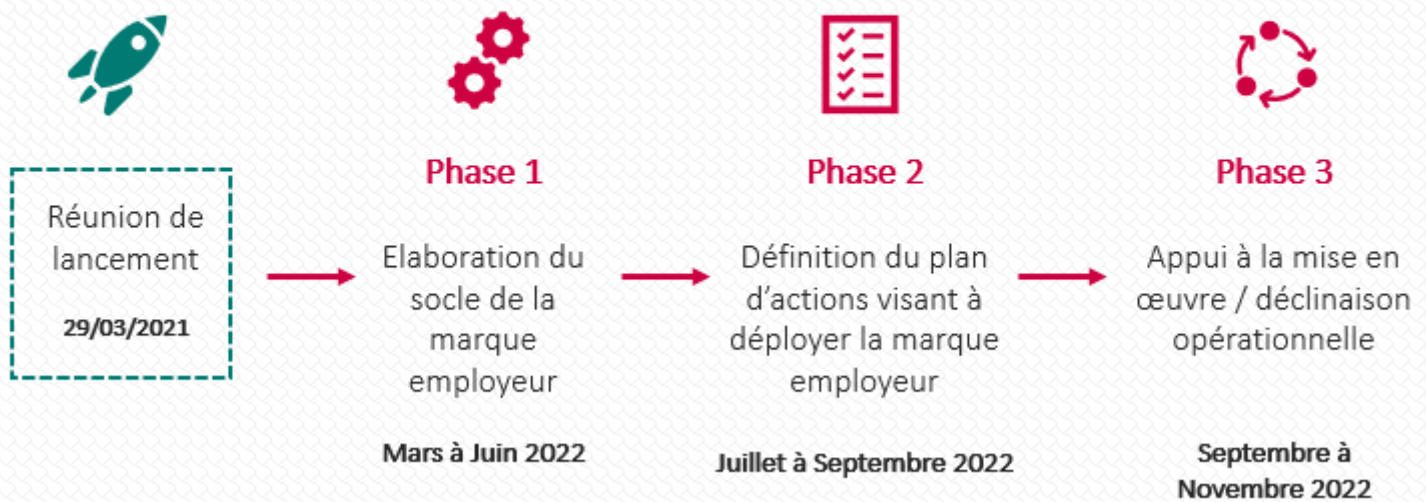 Réunion de
lancement
29/03/2021
Phase 1
Elaboration du
socle de la
marque
employeur
Mars à Juin 2022
Phase 2
Définition du plan
d’actions visant à
déployer la marque
employeur
Juillet à Septembre 2022
Phase 3
Appui à la mise en
œuvre / déclinaison
opérationnelle
Septembre à
Novembre 2022